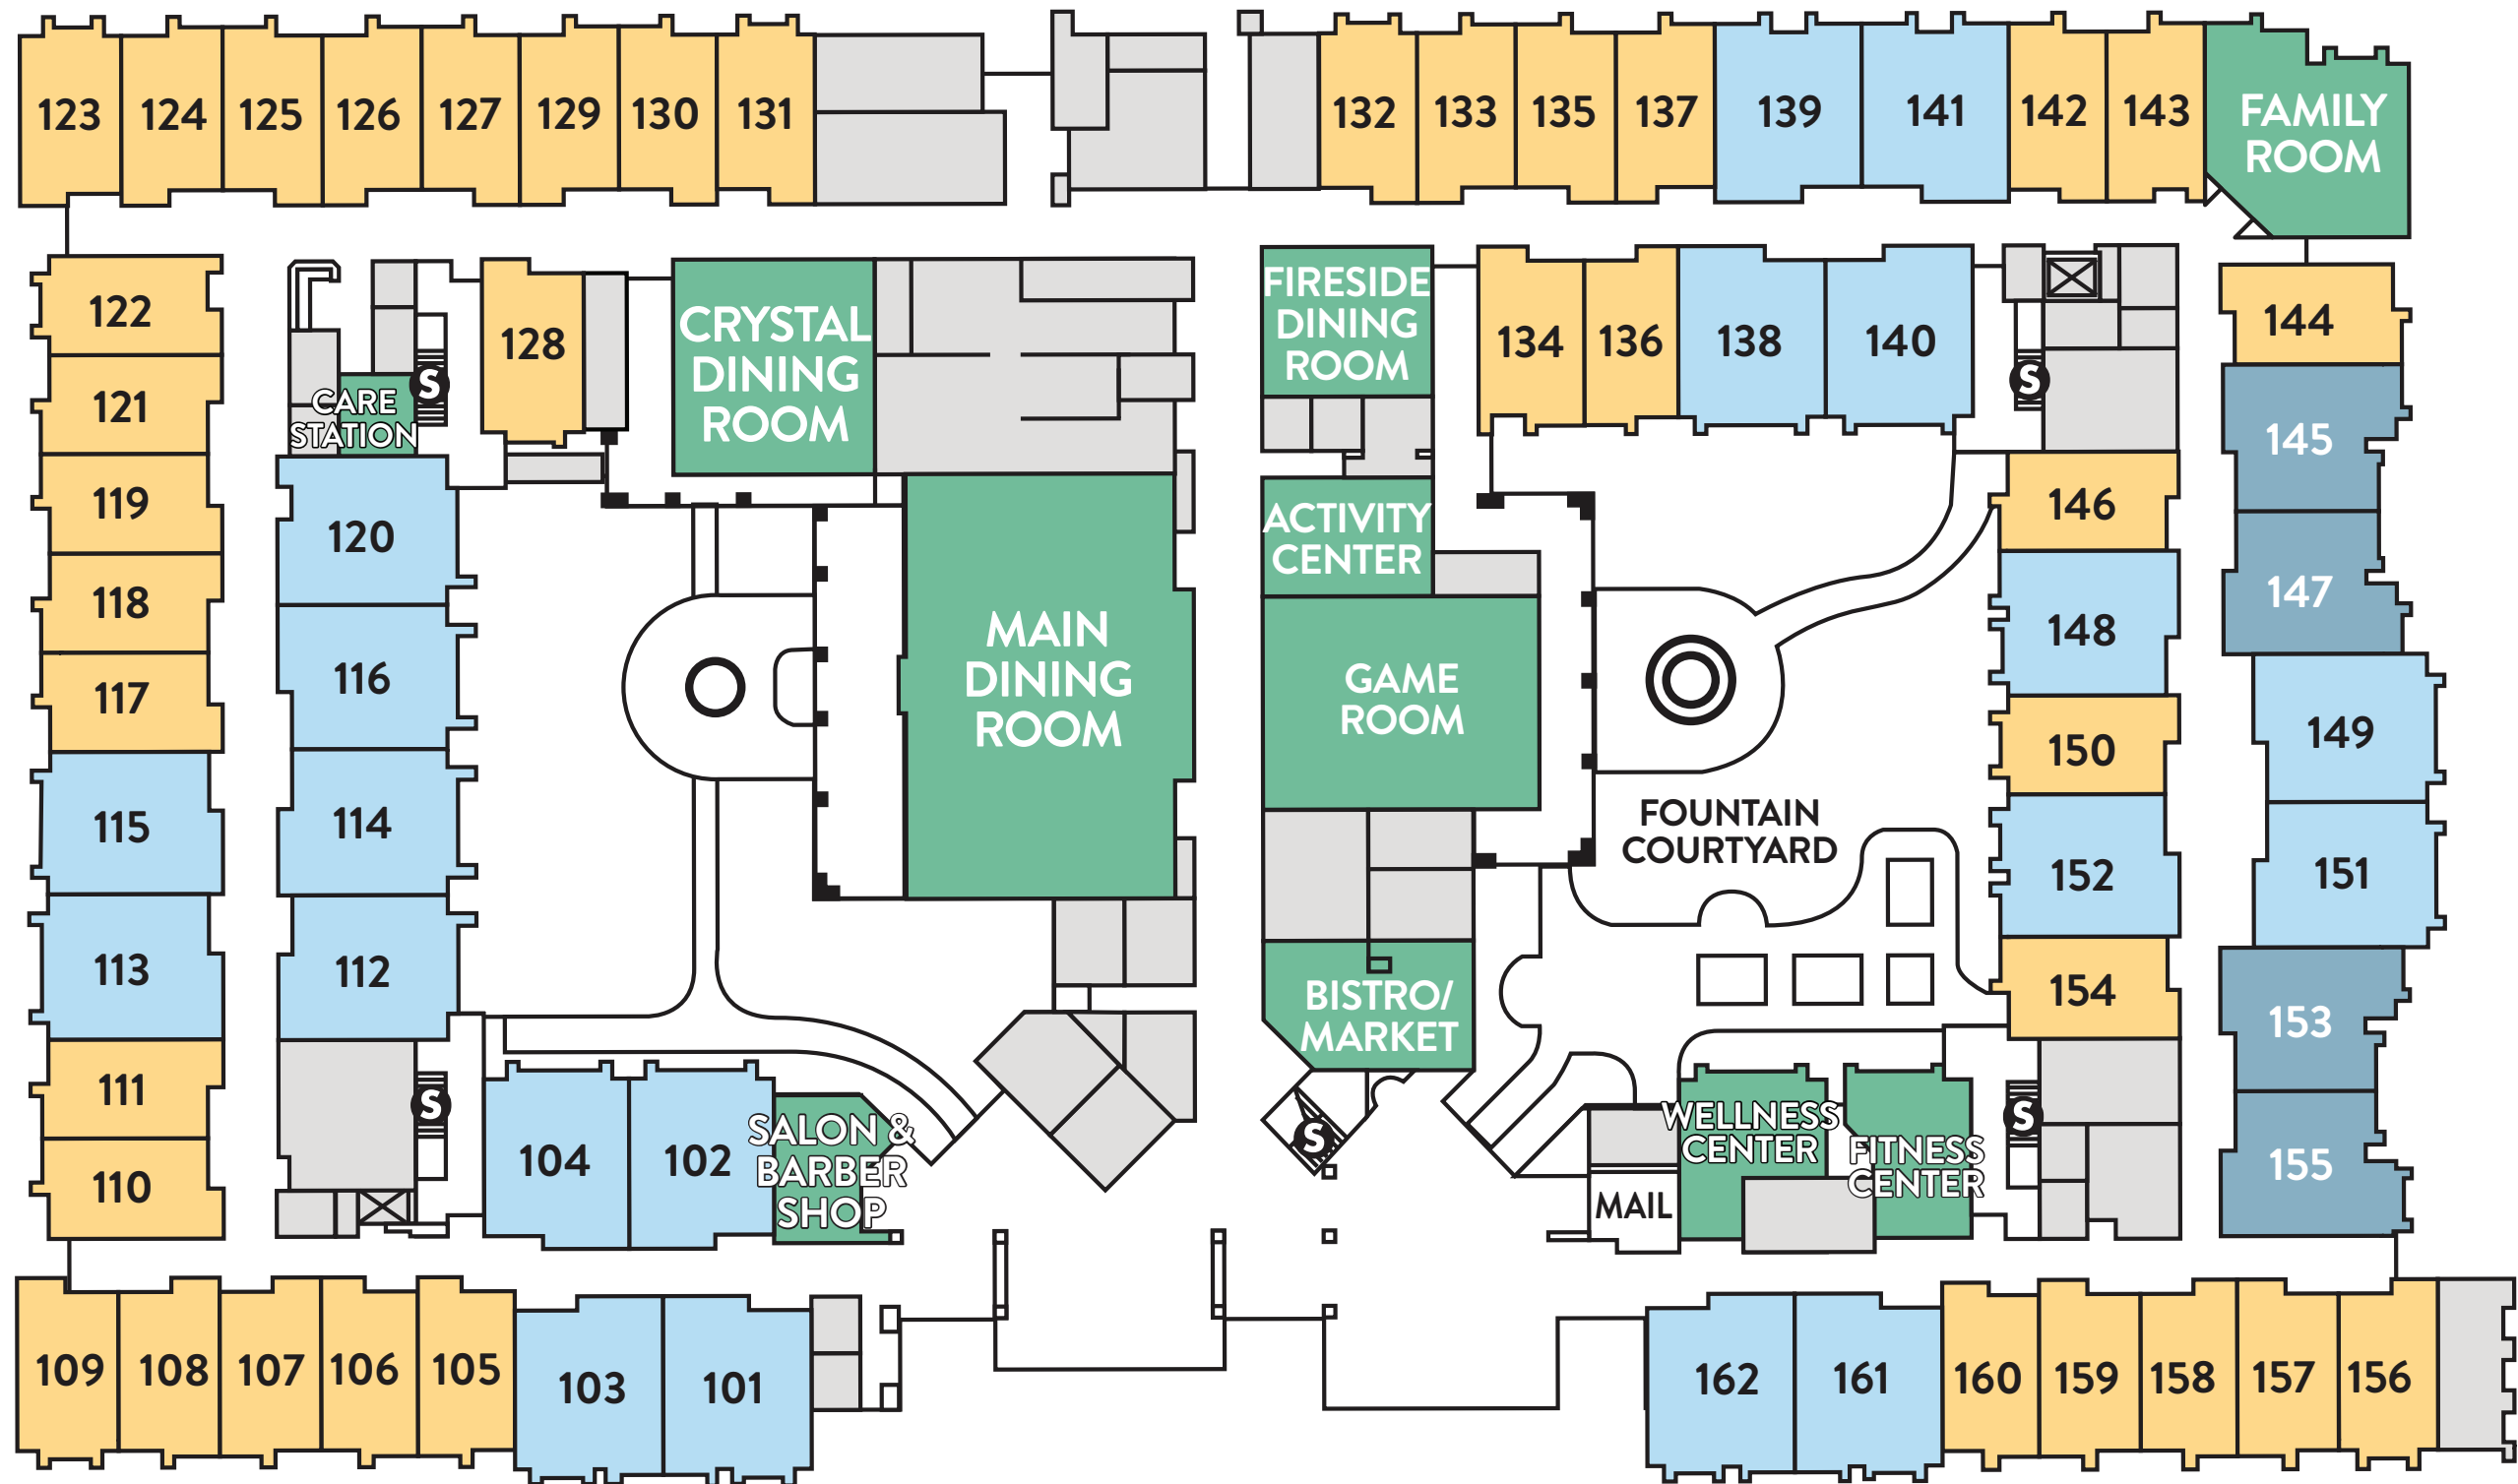 123 124 125 126 127 129 130 131 132 133 135 137 139 141 142 143
FAMILY
ROOM
122
128
CRYSTAL
DINING
ROOM
FIRESIDE
DINING
ROOM
134 136 138 140
144
121
CARE
STATION
S
S
145
119
120
ACTIVITY
CENTER
146
147
118
116
117
MAIN
DINING
ROOM
GAME
ROOM
148
149
150
115
114
FOUNTAIN
COURTYARD
152
151
113
112
BISTRO/
MARKET
154
153
111
S
104
102
SALON &
BARBER
SHOP
S
WELLNESS
CENTER
FITNESS
CENTER
S
155
110
MAIL
109 108 107 106 105 103 101 162 161 160 159 158 157 156